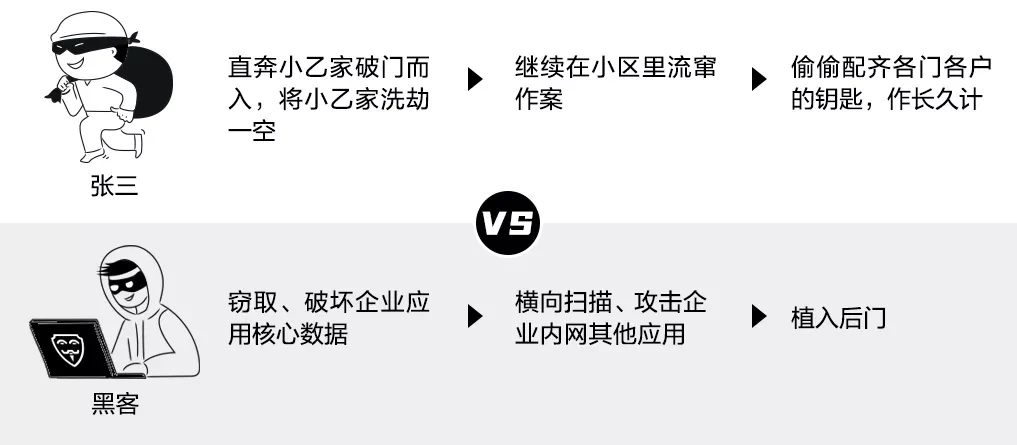 直奔小乙家破门而
入，将小乙家洗劫
一空
继续在小区里流窜
作案
偷偷配齐各门各户
的钥匙，作长久计
张三
VS
窃取、破坏企业应
用核心数据
横向扫描、攻击企
业内网其他应用
植入后门
黑客